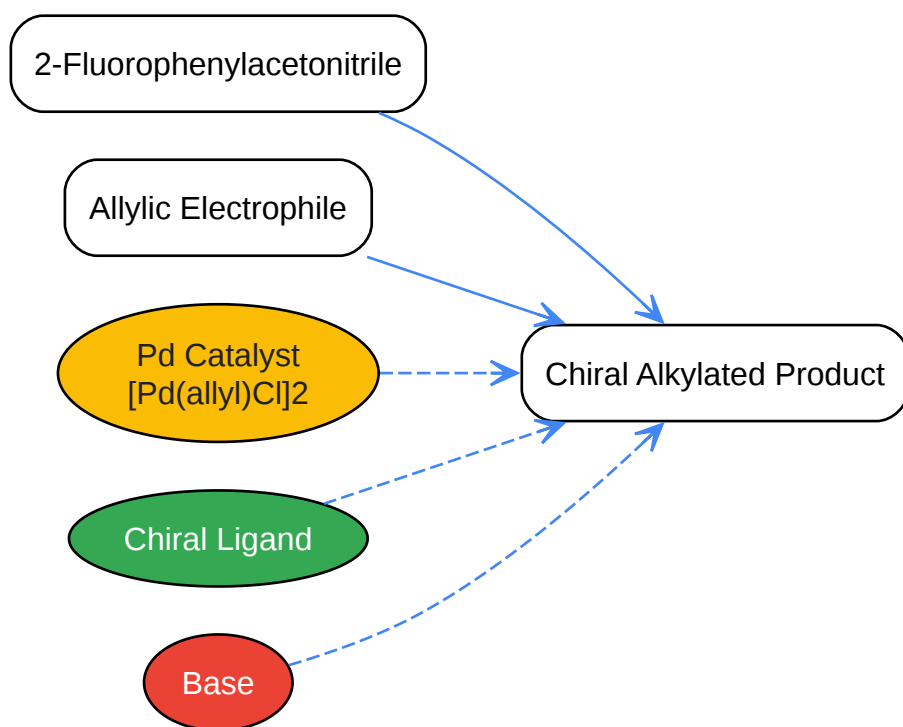 2-Fluorophenylacetonitrile
Allylic Electrophile
Pd Catalyst
[Pd(allyl)Cl]2
Chiral Alkylated Product
Chiral Ligand
Base